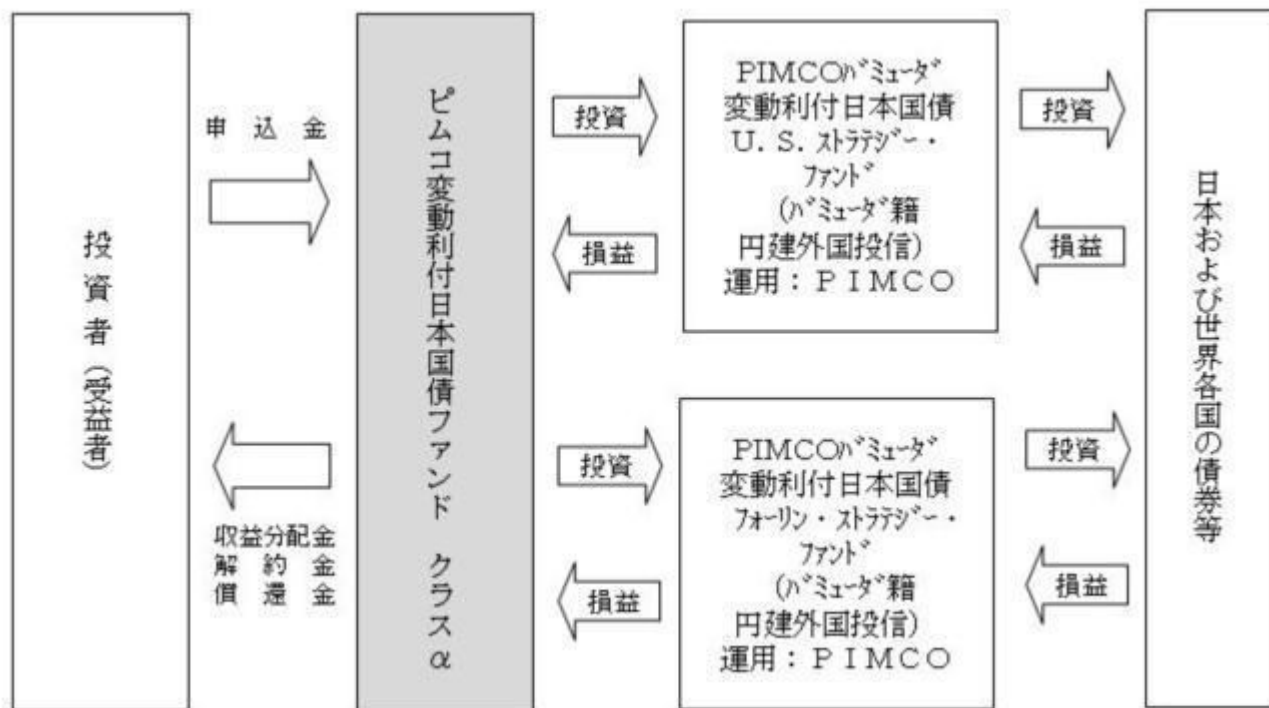 投資者(受益者)
申込金
収益分配金
解約金
償還金
ピムコ変動利付日本国債ファンド クラスα
投資
損益
投資
損益
PIMCOバミューダ
変動利付日本国債
U.S.ストラテジー・
ファンド
(バミューダ籍
円建外国投信)
運用:PIMCO
PIMCOバミューダ
変動利付日本国債
フォーリン・ストラテジー・
ファンド
(バミューダ籍
円建外国投信)
運用:PIMCO
投資
損益
投資
損益
日本および世界各国の債券等